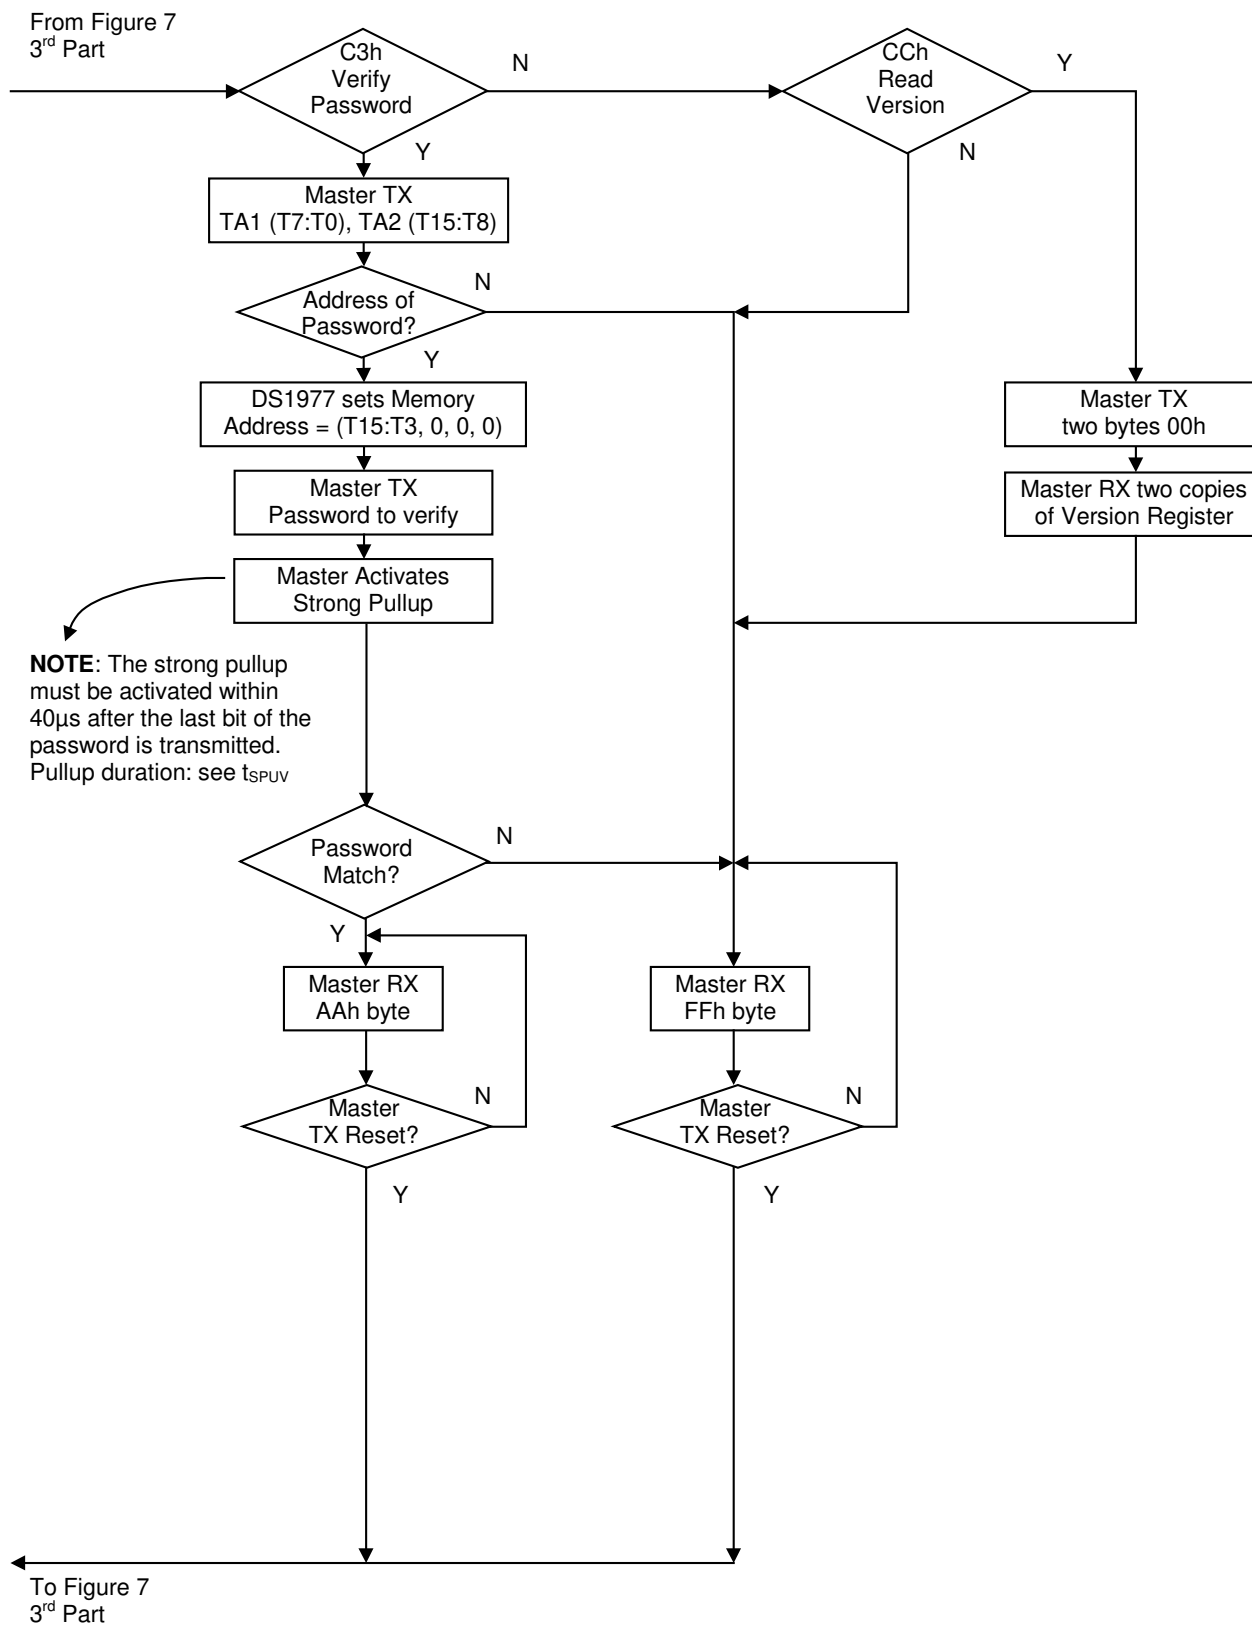 From Figure 7
3rd Part
C3h
Verify
Password
N
CCh
Read
Version
Y
Y
N
Master TX
TA1 (T7:T0), TA2 (T15:T8)
Address of
Password?
N
Y
DS1977 sets Memory
Address = (T15:T3, 0, 0, 0)
Master TX
two bytes 00h
Master TX
Password to verify
Master RX two copies
of Version Register
Master Activates
Strong Pullup
NOTE: The strong pullup
must be activated within
40µs after the last bit of the
password is transmitted.
Pullup duration: see tSPUV
Password
Match?
N
Y
Master RX
AAh byte
Master RX
FFh byte
Master
TX Reset?
N
Master
TX Reset?
N
Y
Y
To Figure 7
3rd Part